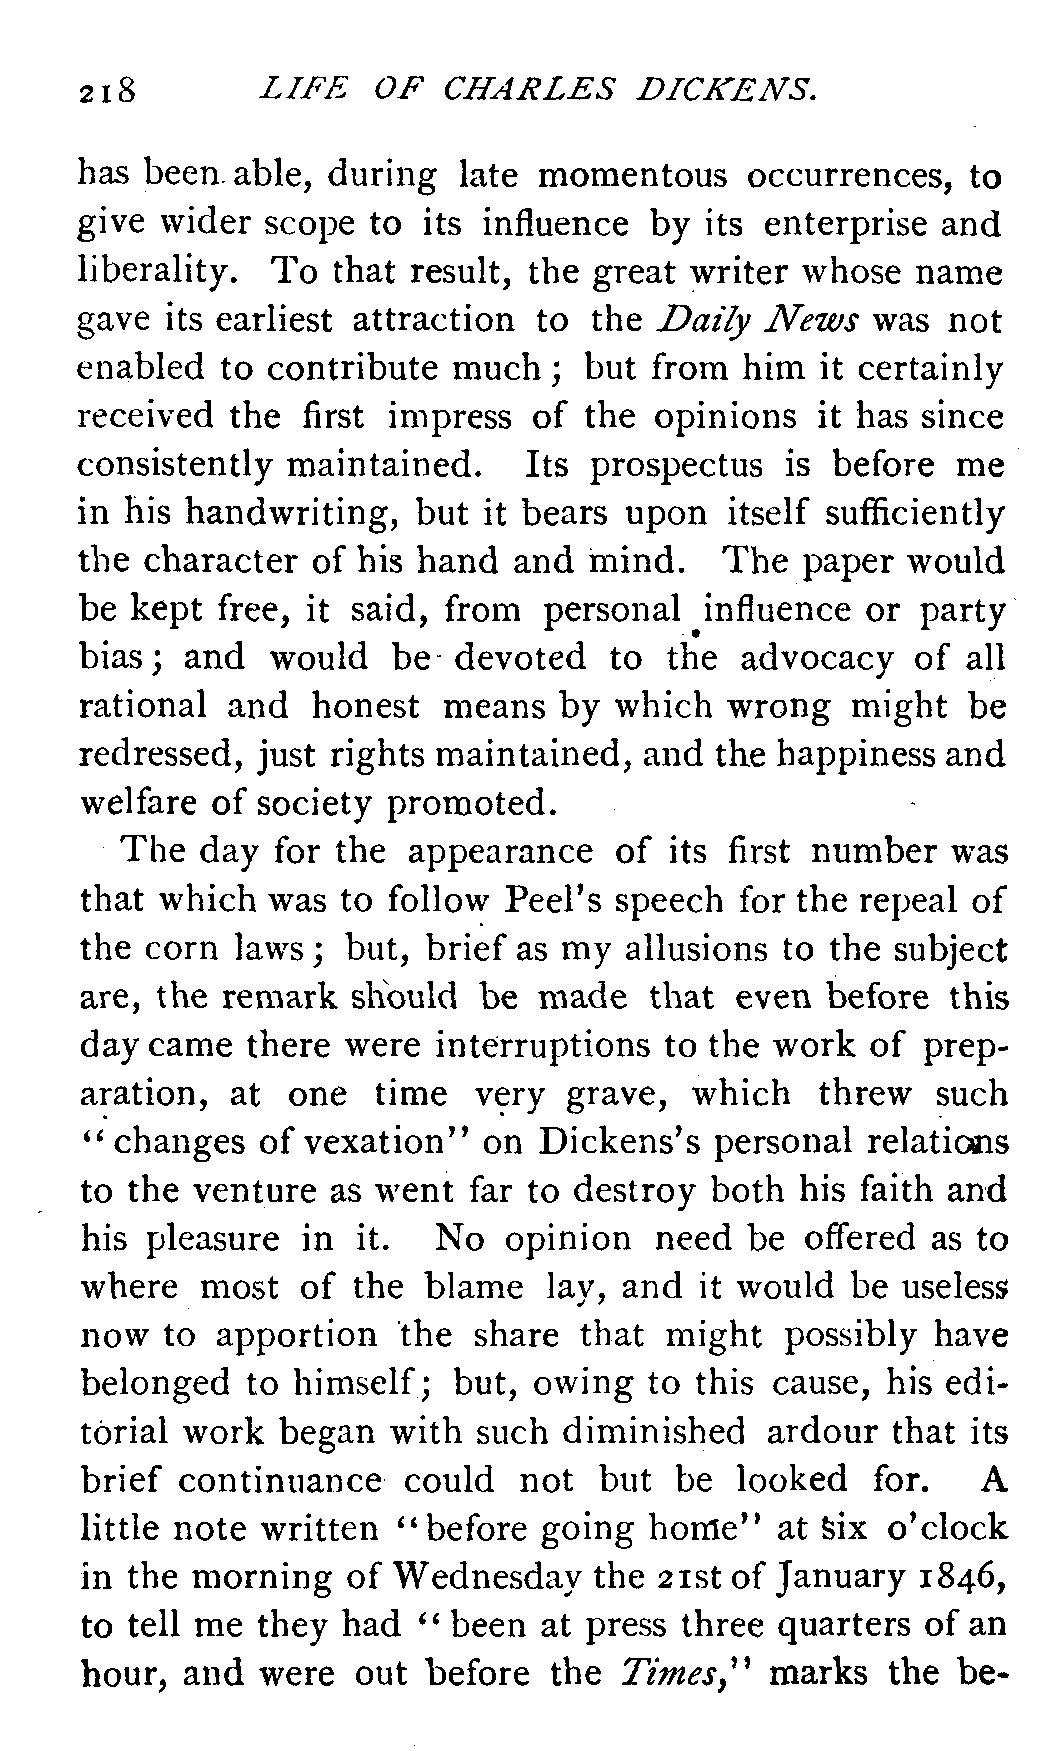 218 LIFE OF CHARLES DICKENS.
has been able, during late momentous occurrences, to
give wider scope to its influence by its enterprise and
liberality. To that result, the great writer whose name
gave its earliest attraction to the Daily News was not
enabled to contribute much ; but from him it certainly
received the first impress of the opinions it has since
consistently maintained. Its prospectus is before me
in his handwriting, but it bears upon itself sufficiently
the character of his hand and mind. The paper would
be kept free, it said, from personal influence or party
bias ; and would be devoted to the advocacy of all
rational and honest means by which wrong might be
redressed, just rights maintained, and the happiness and
welfare of society promoted.
The day for the appearance of its first number was
that which was to follow Peel's speech for the repeal of
the corn laws ; but, brief as my allusions to the subject
are, the remark should be made that even before this
day came there were interruptions to the work of prep-
aration, at one time very grave, which threw such
“changes of vexation” on Dickens's personal relations
to the venture as went far to destroy both his faith and
his pleasure in it. No opinion need be offered as to
where most of the blame lay, and it would be useless
now to apportion the share that might possibly have
belonged to himself ; but, owing to this cause, his edi-
torial work began with such diminished ardour that its
brief continuance could not but be looked for. A
little note written “before going home” at six o'clock
in the morning of Wednesday the 21st of January 1846,
to tell me they had “been at press three quarters of an
hour, and were out before the Times,” marks the be-